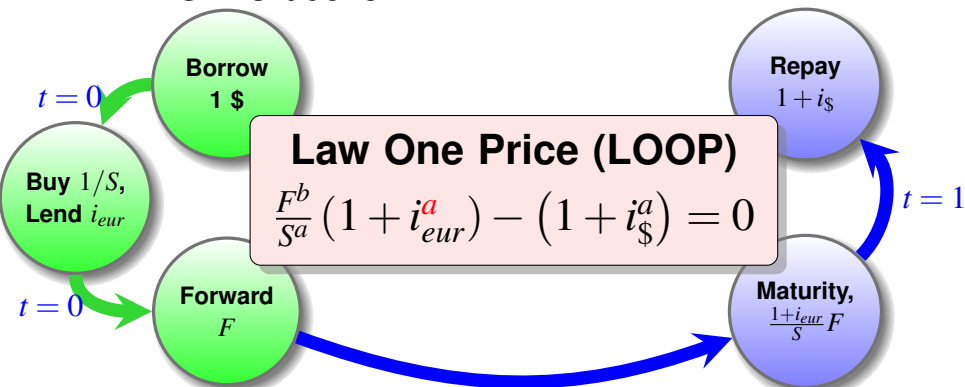 Borrow
1 $
t = 0
Buy 1/S,
Lend i_eur
t = 0
Forward
F
Law One Price (LOOP)
F^b/S^a (1 + i^a_eur) − (1 + i^a_$) = 0
Maturity,
(1+i_eur)/S F
t = 1
Repay
1 + i_$